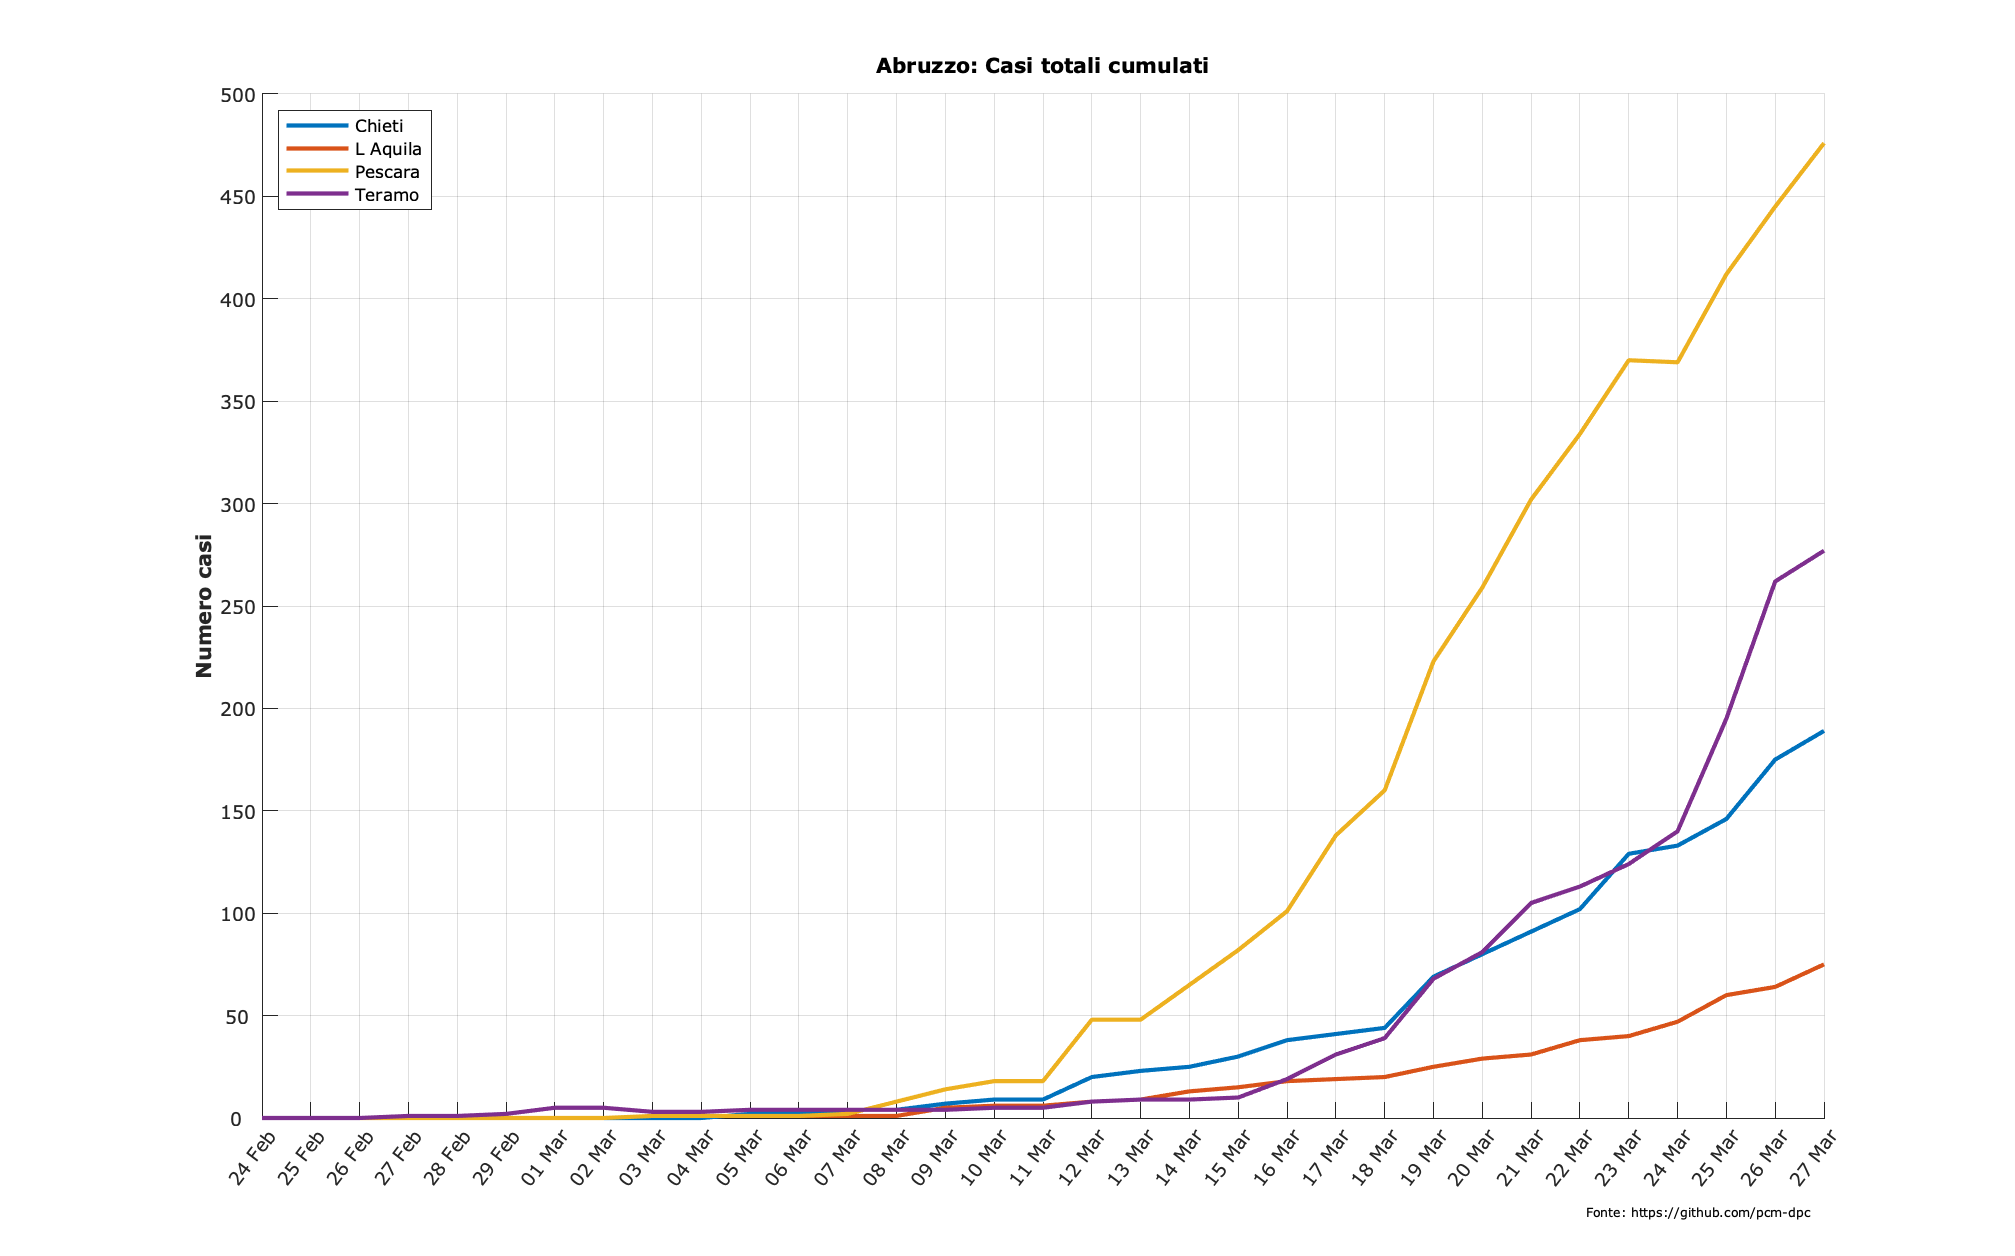 Abruzzo: Casi totali cumulati
Chieti
L Aquila
Pescara
Teramo
Numero casi
500
450
400
350
300
250
200
150
100
50
0
24 Feb
25 Feb
26 Feb
27 Feb
28 Feb
29 Feb
01 Mar
02 Mar
03 Mar
04 Mar
05 Mar
06 Mar
07 Mar
08 Mar
09 Mar
10 Mar
11 Mar
12 Mar
13 Mar
14 Mar
15 Mar
16 Mar
17 Mar
18 Mar
19 Mar
20 Mar
21 Mar
22 Mar
23 Mar
24 Mar
25 Mar
26 Mar
27 Mar
Fonte: https://github.com/pcm-dpc